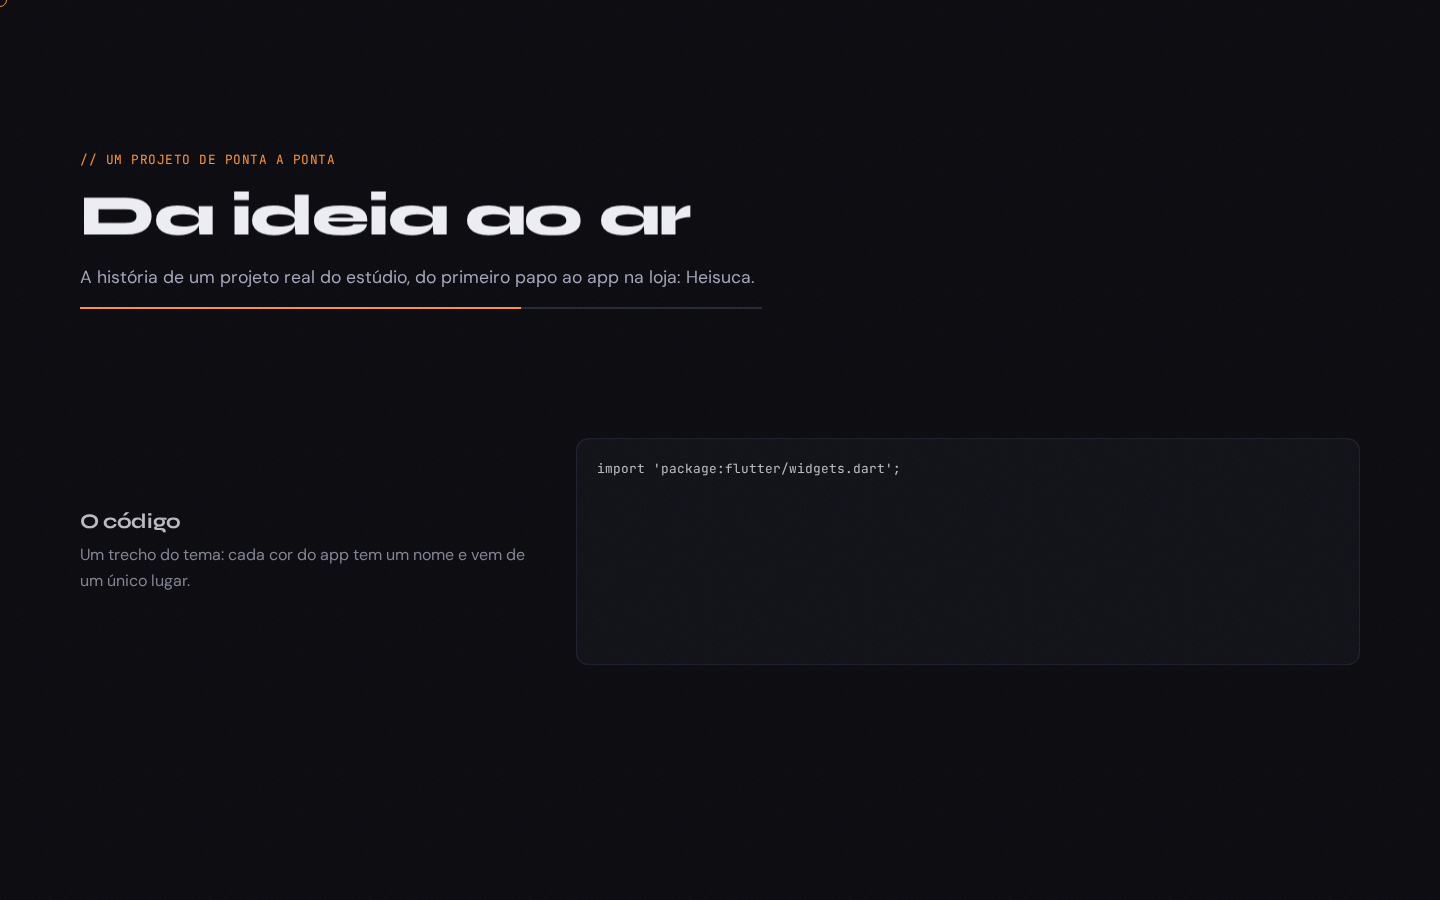 // UM PROJETO DE PONTA A PONTA
Da ideia ao ar
A história de um projeto real do estúdio, do primeiro papo ao app na loja: Heisuca.
O código
Um trecho do tema: cada cor do app tem um nome e vem de
um único lugar.
import 'package:flutter/widgets.dart';